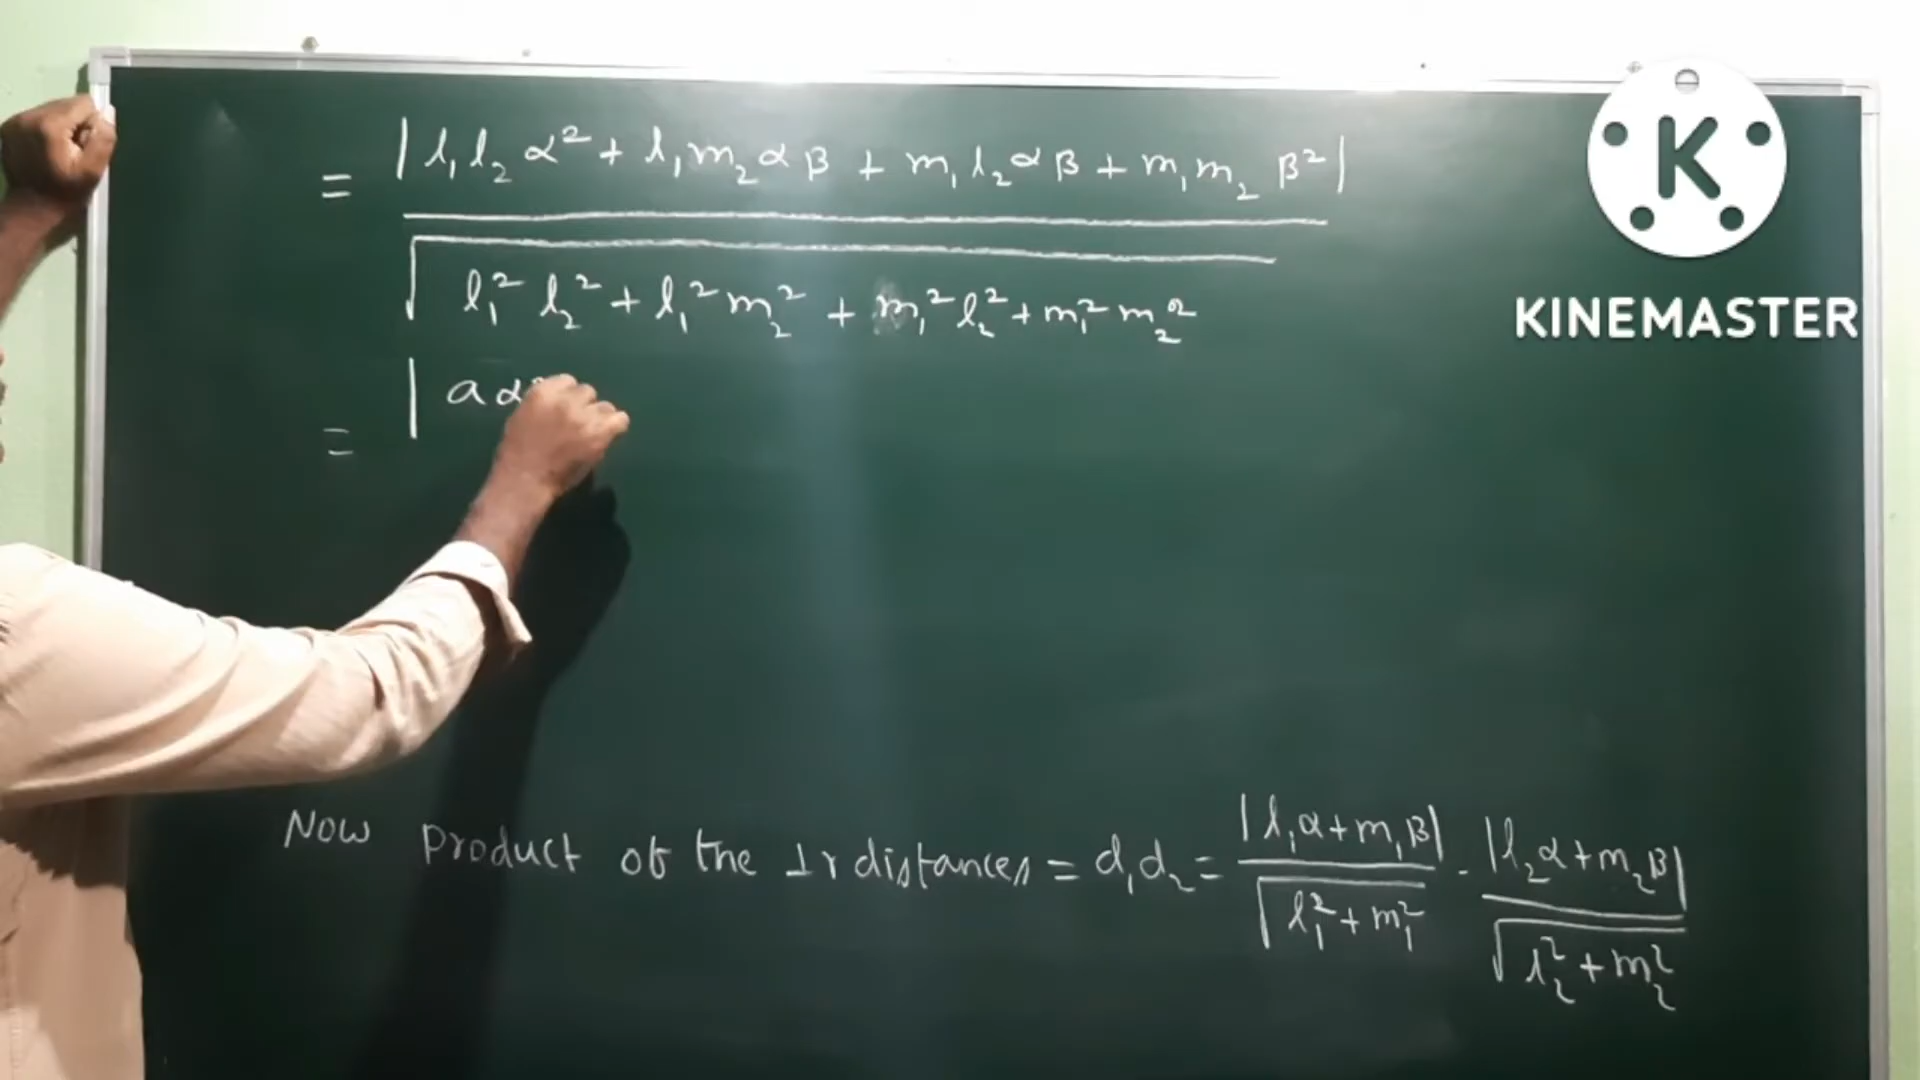 = |l₁l₂α² + l₁m₂αβ + m₁l₂αβ + m₁m₂β²|
√l₁²l₂² + l₁²m₂² + m₁²l₂² + m₁²m₂²
= |aα
Now product of the ⊥r distances = d₁d₂ = |l₁α+m₁β| / √l₁²+m₁² · |l₂α+m₂β| / √l₂²+m₂²
K
KINEMASTER